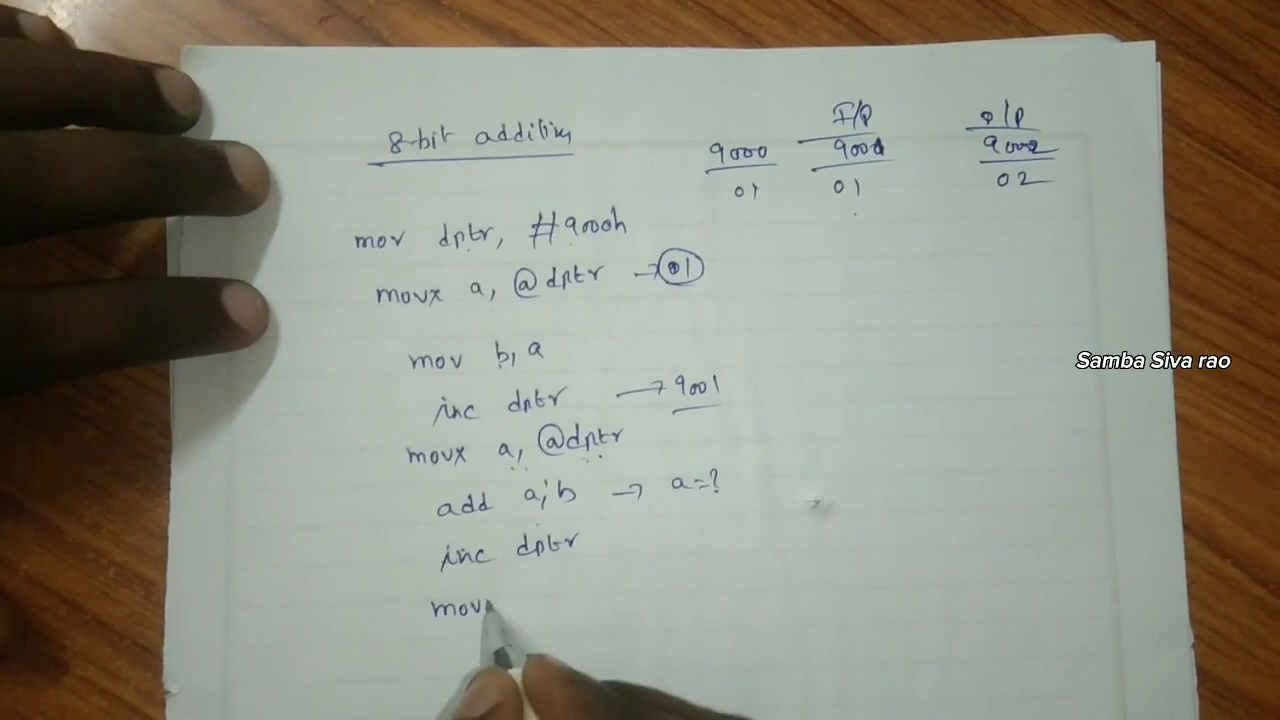 8-bit addition
I/P
O/P
9000 9001 9002
01 01 02
mov dptr, #9000h
movx a, @dptr → 01
mov b, a
inc dptr → 9001
movx a, @dptr
add a, b → a=?
inc dptr
mov
Samba Siva rao